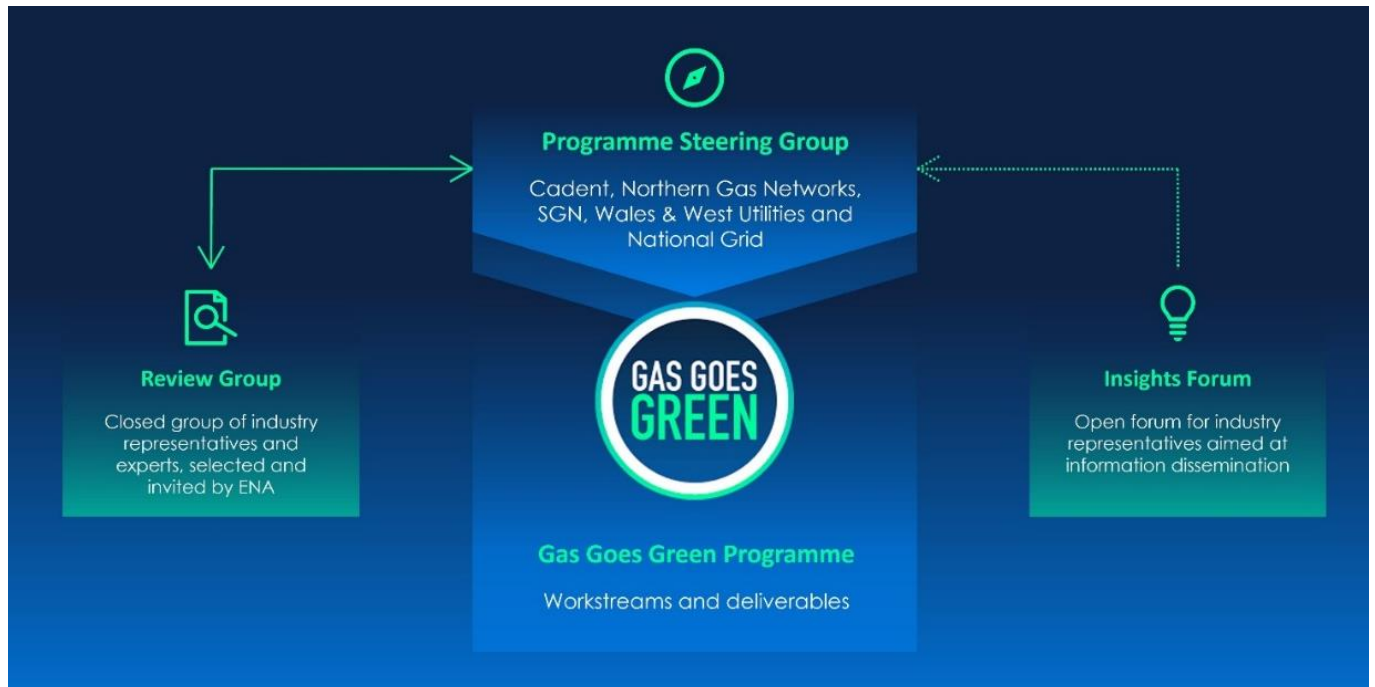 Programme Steering Group
Cadent, Northern Gas Networks,
SGN, Wales & West Utilities and
National Grid
Review Group
Closed group of industry
representatives and
experts, selected and
invited by ENA
GAS GOES
GREEN
Insights Forum
Open forum for industry
representatives aimed at
information dissemination
Gas Goes Green Programme
Workstreams and deliverables